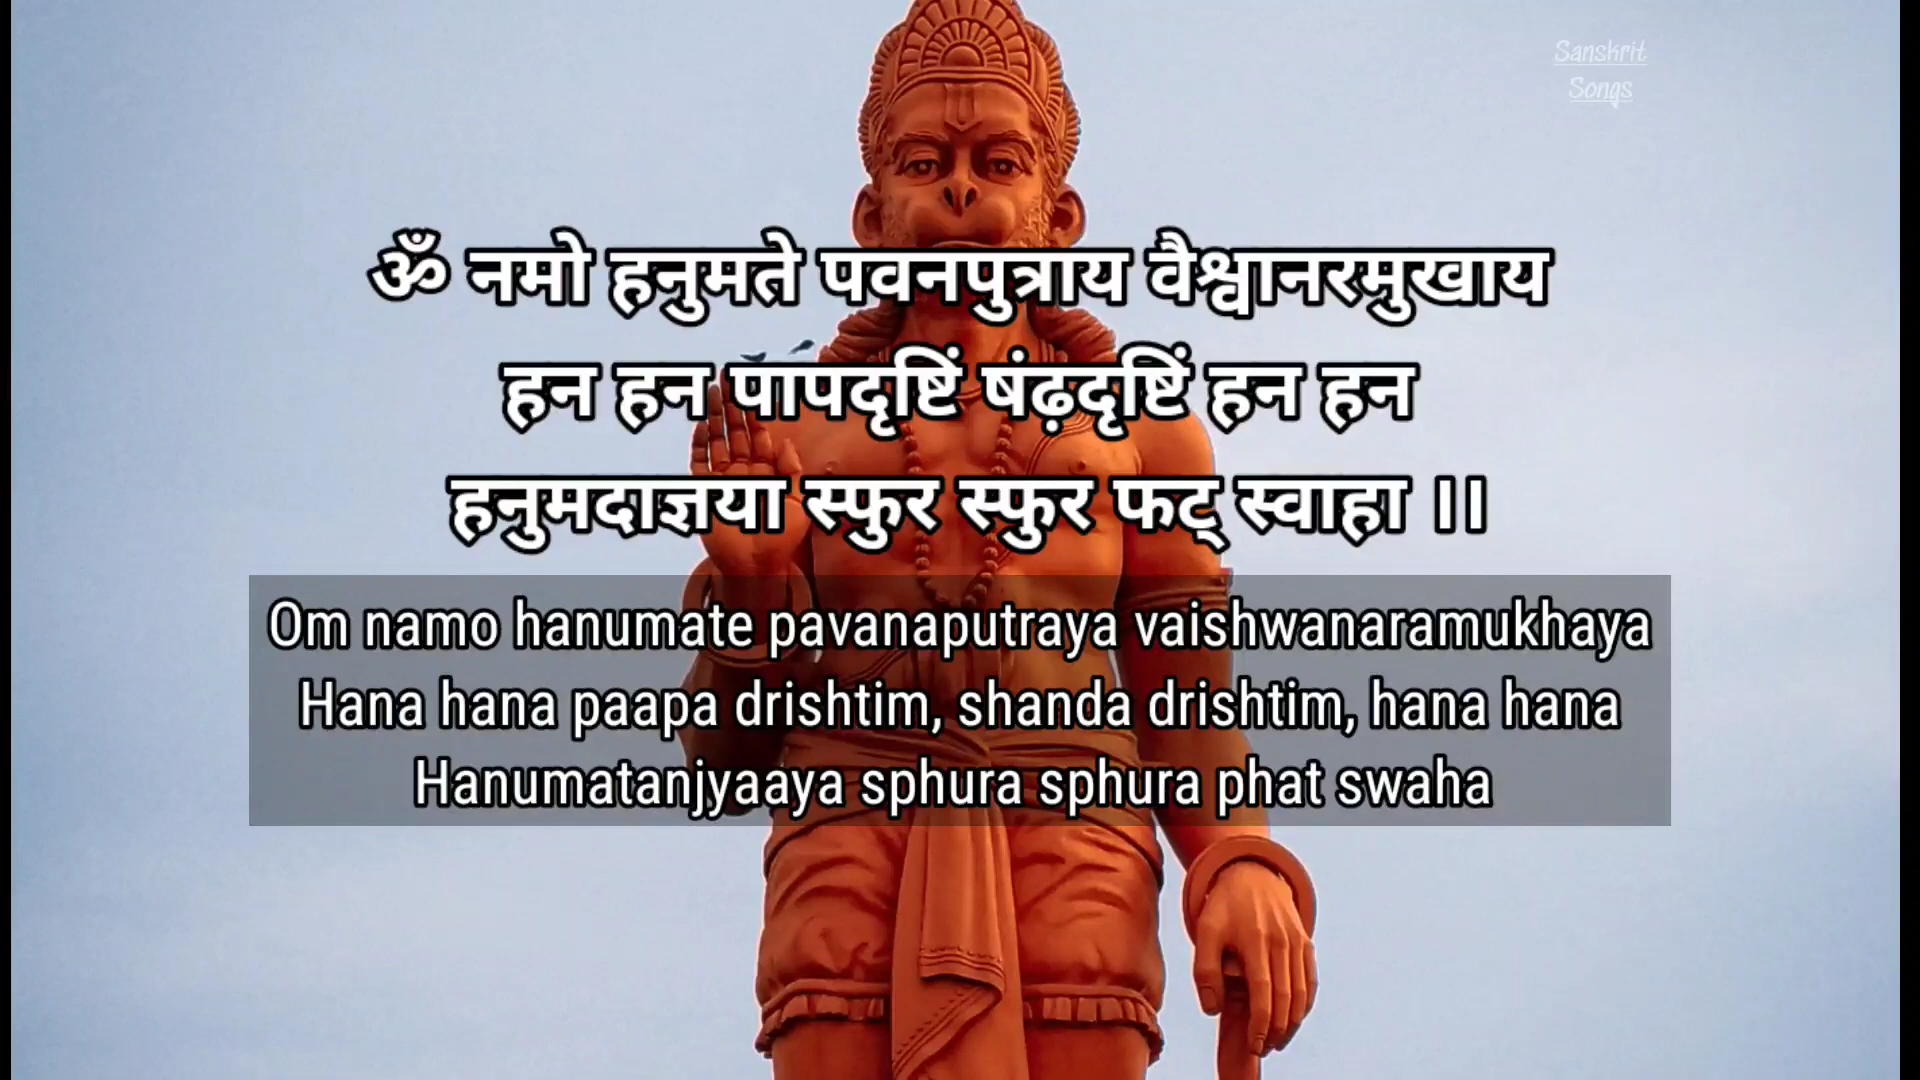 Sanskrit
Songs
ॐ नमो हनुमते पवनपुत्राय वैश्वानरमुखाय
हन हन पापदृष्टिं षंढ़दृष्टिं हन हन
हनुमदाज्ञया स्फुर स्फुर फट् स्वाहा ।।
Om namo hanumate pavanaputraya vaishwanaramukhaya
Hana hana paapa drishtim, shanda drishtim, hana hana
Hanumatanjyaaya sphura sphura phat swaha